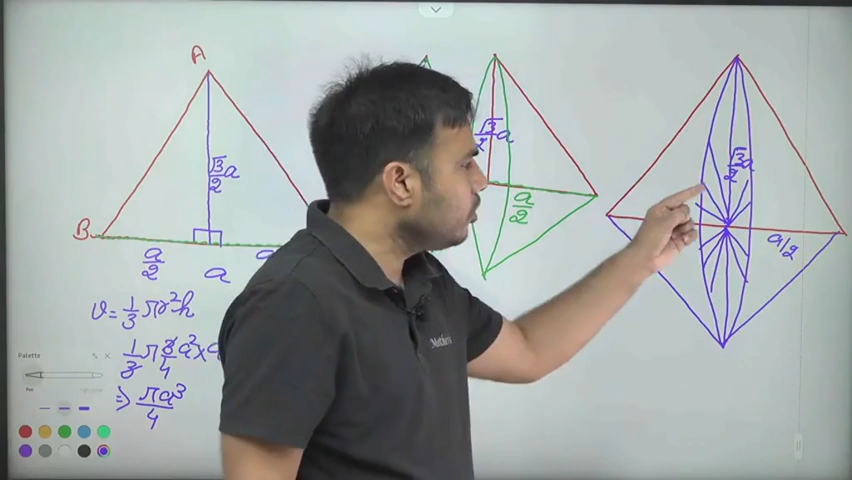 A
√3/2 a
B
a/2
a
v = 1/3 πr²h
1/3 π 3/4 a² x a
=> πa³/4
√3/2 a
a/2
√3/2 a
a/2
Palette
Pen